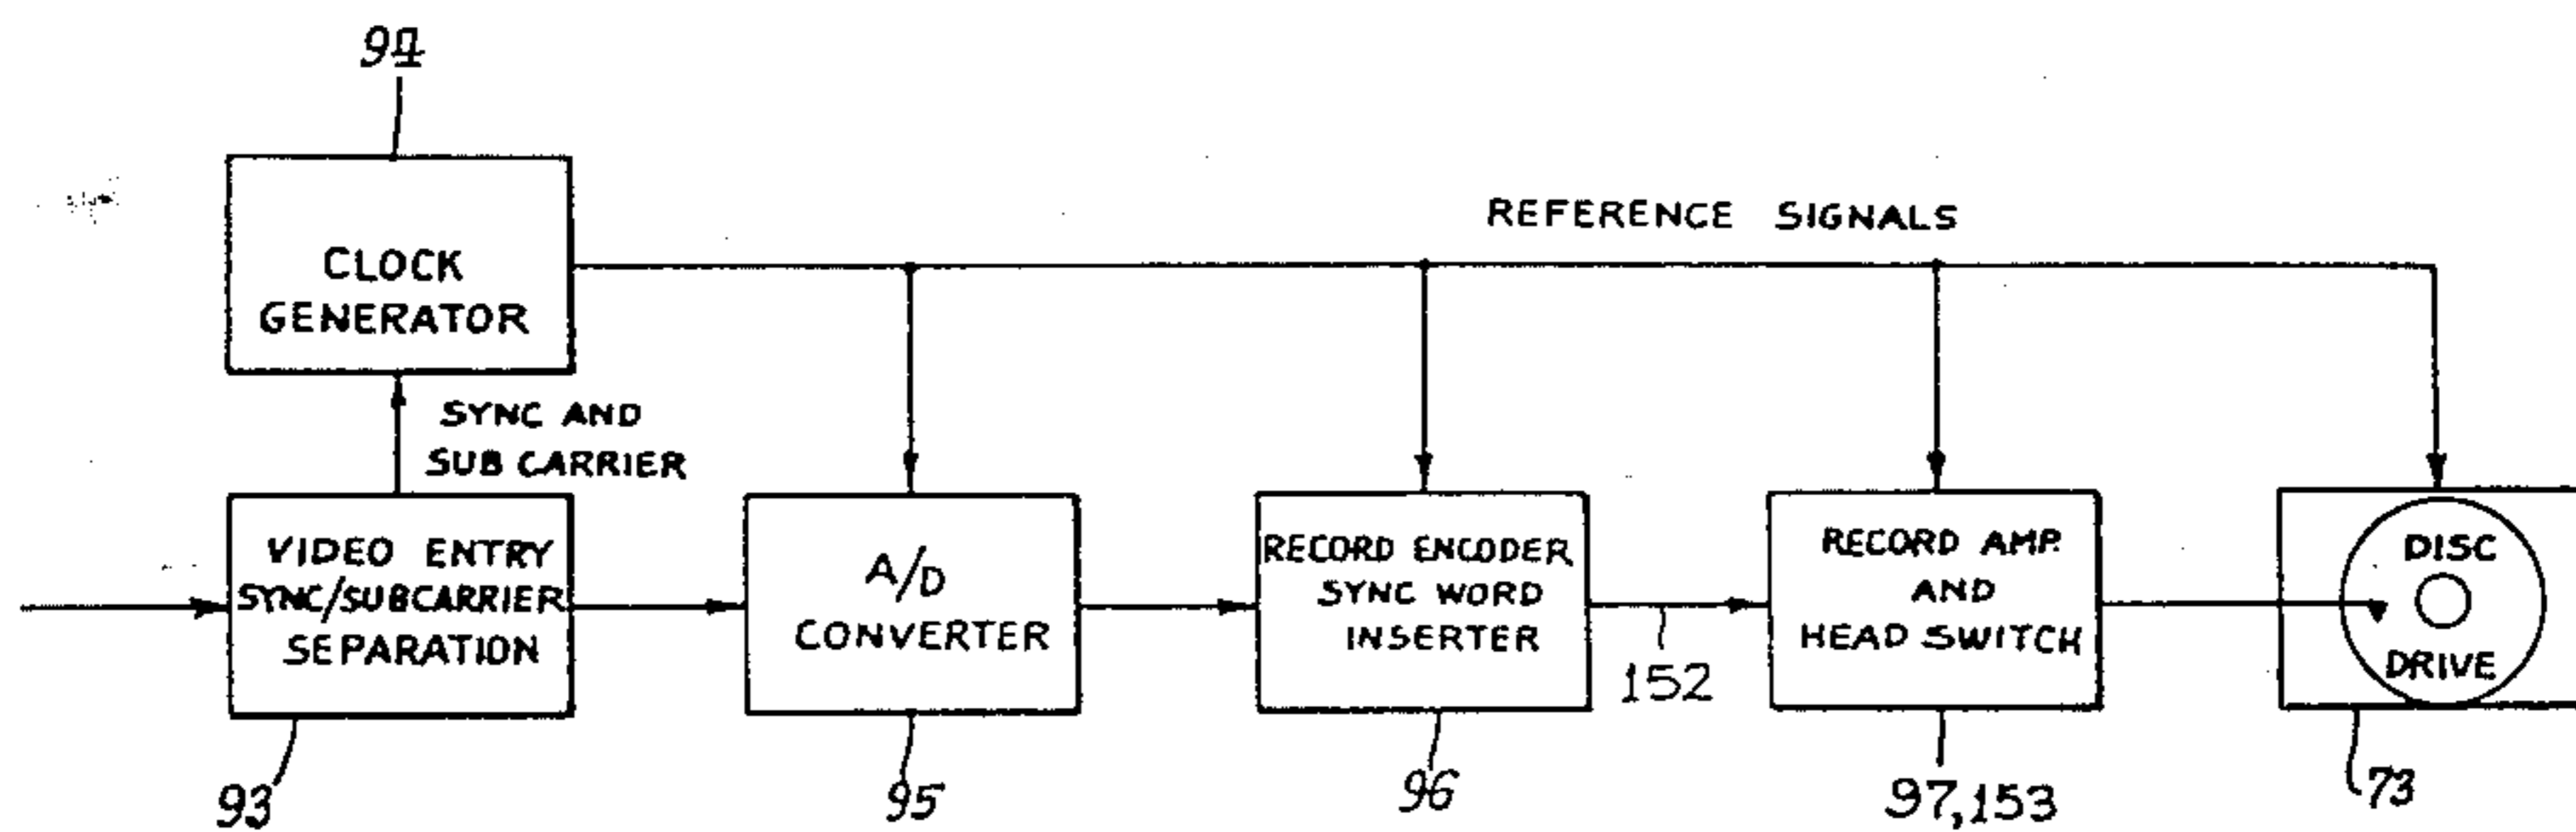 94
REFERENCE SIGNALS
CLOCK
GENERATOR
SYNC AND
SUB CARRIER
VIDEO ENTRY
SYNC/SUBCARRIER
SEPARATION
A/D
CONVERTER
RECORD ENCODER
SYNC WORD
INSERTER
152
RECORD AMP.
AND
HEAD SWITCH
DISC
DRIVE
93
95
96
97,153
73